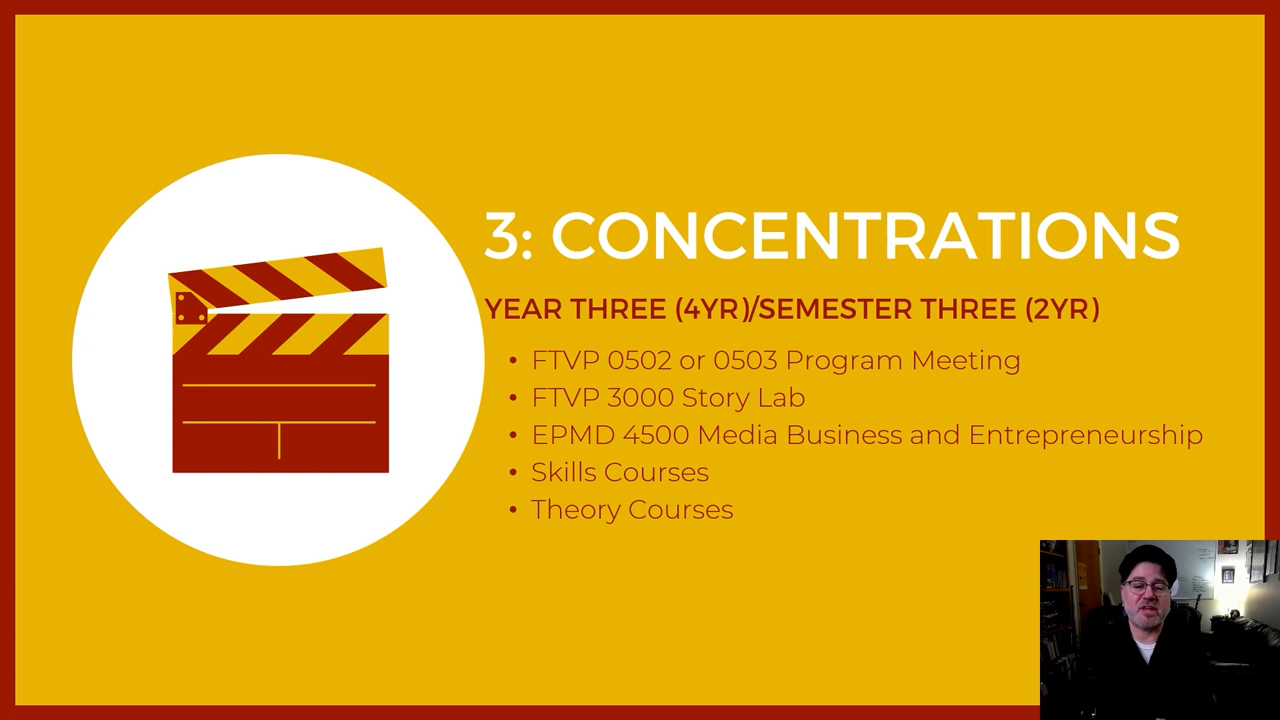 3: CONCENTRATIONS
YEAR THREE (4YR)/SEMESTER THREE (2YR)
• FTVP 0502 or 0503 Program Meeting
• FTVP 3000 Story Lab
• EPMD 4500 Media Business and Entrepreneurship
• Skills Courses
• Theory Courses